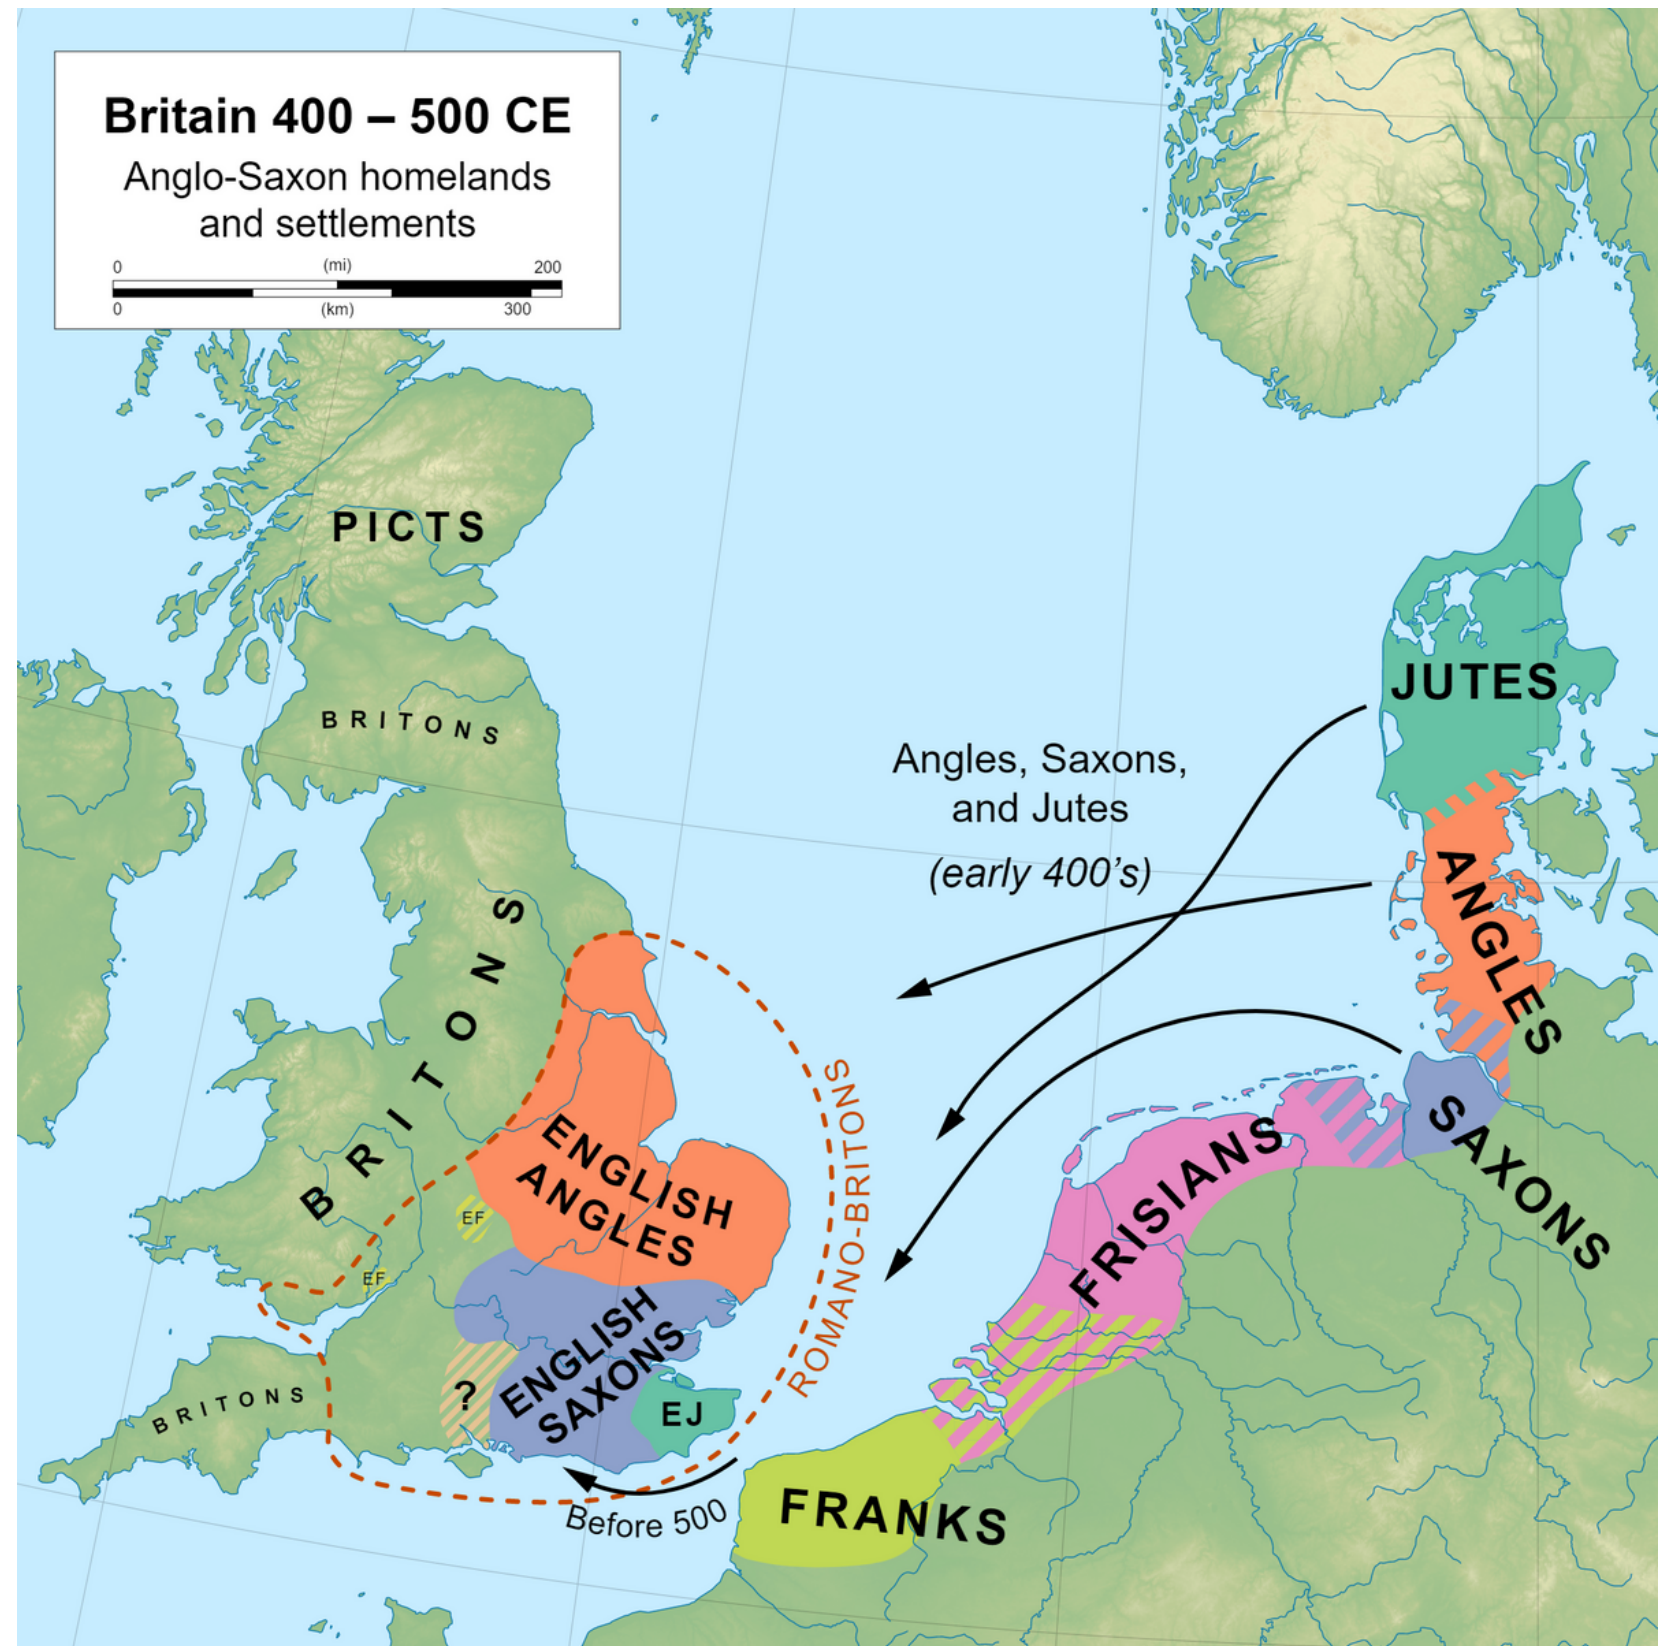 Britain 400 – 500 CE
Anglo-Saxon homelands
and settlements
0 (mi) 200
0 (km) 300
PICTS
BRITONS
BRITONS
BRITONS
Angles, Saxons,
and Jutes
(early 400's)
JUTES
ANGLES
SAXONS
FRISIANS
FRANKS
ROMANO-BRITONS
ENGLISH
ANGLES
EF
EF
ENGLISH
SAXONS
?
EJ
Before 500